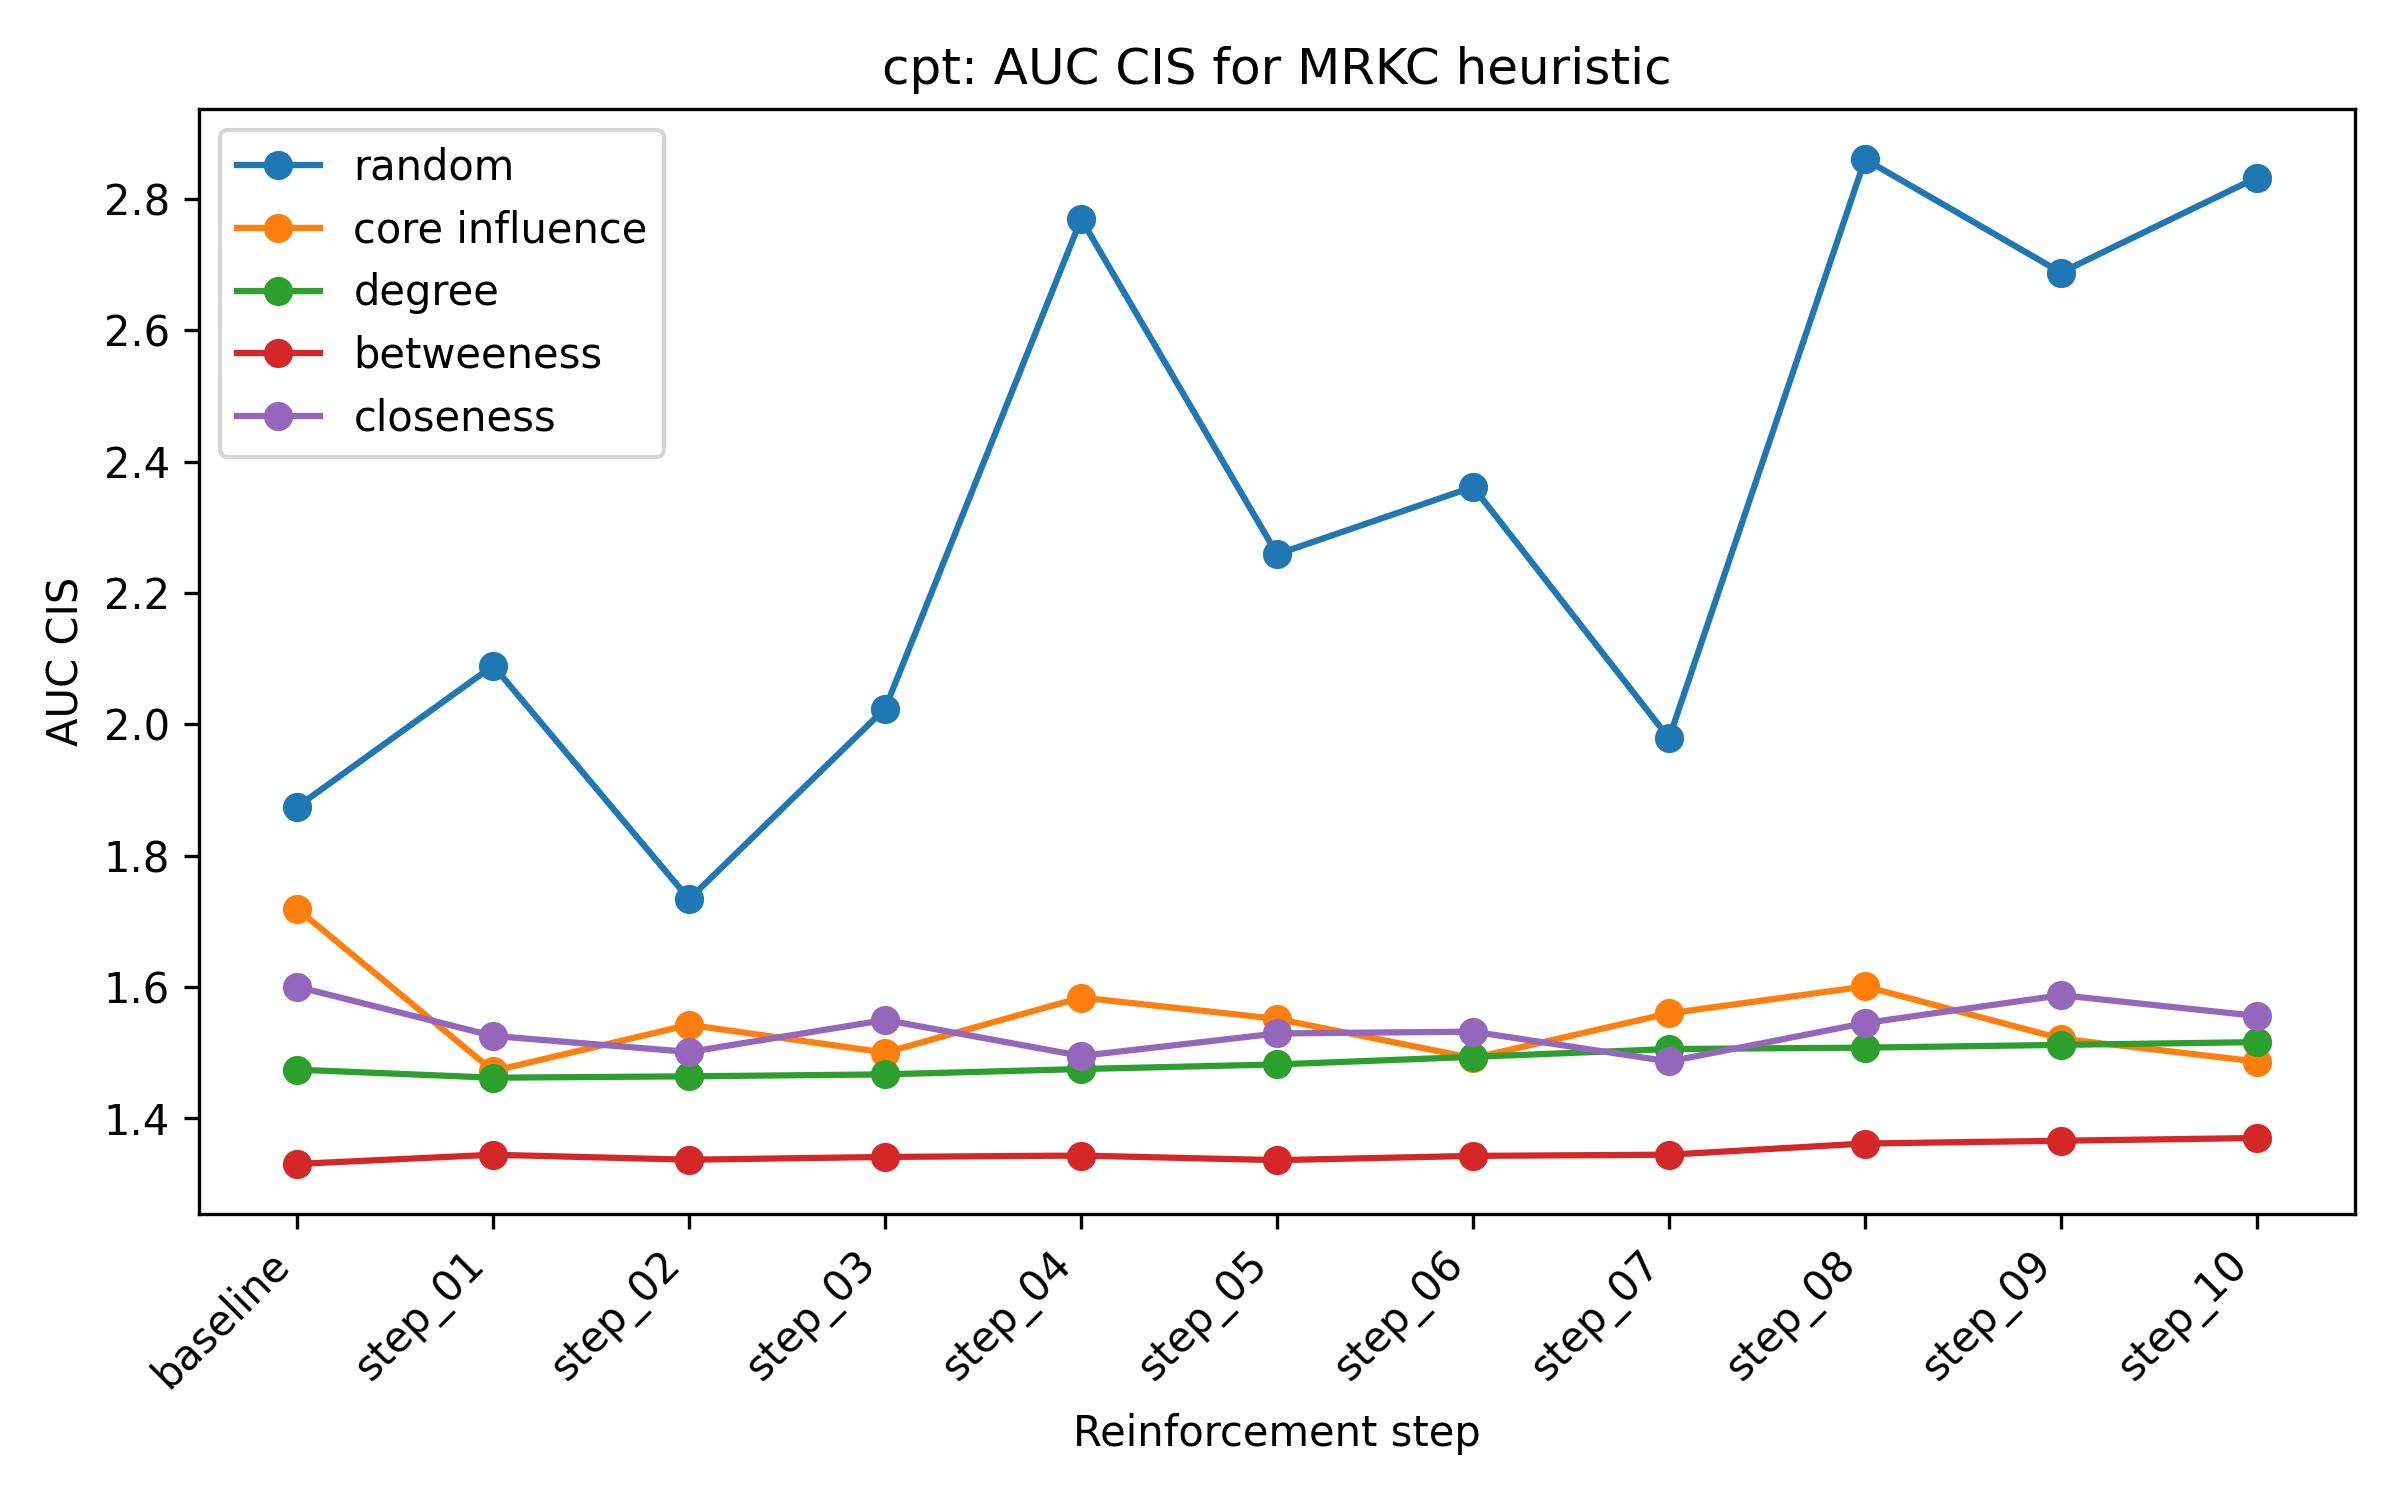 cpt: AUC CIS for MRKC heuristic
random
core influence
degree
betweeness
closeness
2.8
2.6
2.4
2.2
2.0
1.8
1.6
1.4
AUC CIS
baseline
step_01
step_02
step_03
step_04
step_05
step_06
step_07
step_08
step_09
step_10
Reinforcement step